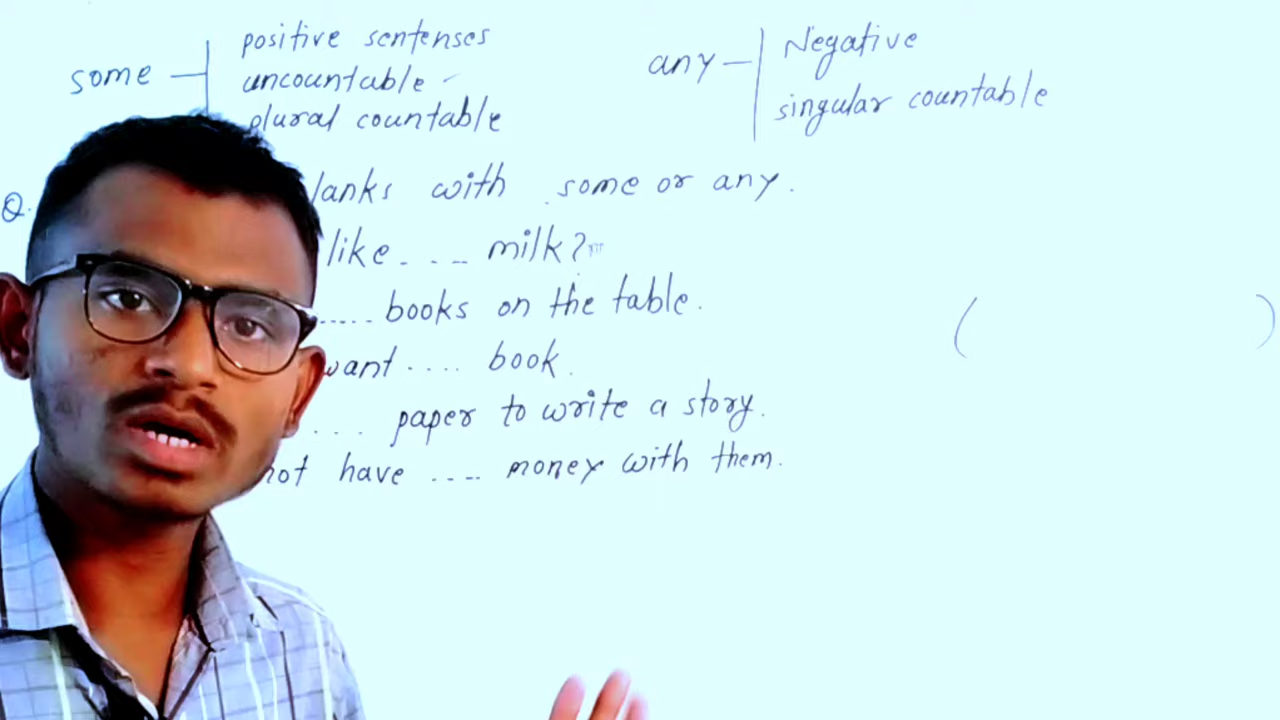 some — positive sentenses
uncountable
plural countable
any — Negative
singular countable
Q. lanks with some or any.
like .... milk?
..... books on the table.
want .... book.
... paper to write a story.
not have .... money with them.
( )